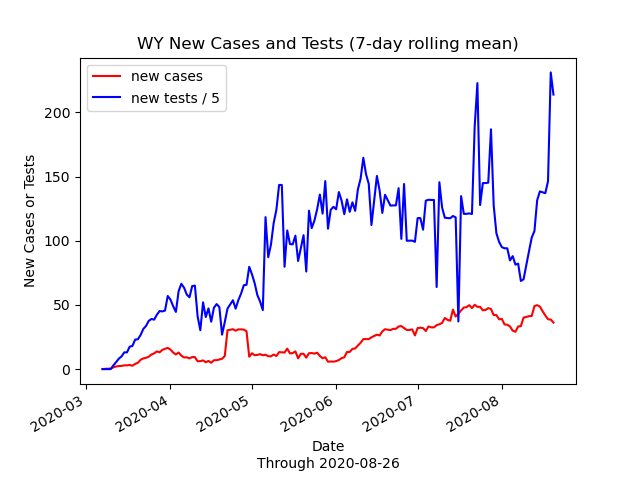 WY New Cases and Tests (7-day rolling mean)
new cases
new tests / 5
New Cases or Tests
200
150
100
50
0
2020-03
2020-04
2020-05
2020-06
2020-07
2020-08
Date
Through 2020-08-26